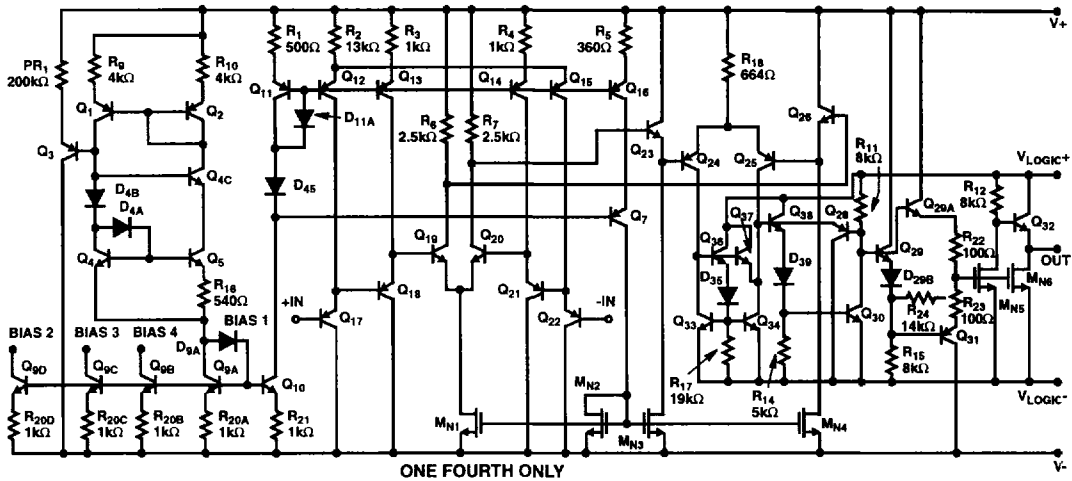 V+
PR1
200kΩ
R9
4kΩ
R10
4kΩ
R1
500Ω
R2
13kΩ
R3
1kΩ
R4
1kΩ
R5
360Ω
R18
664Ω
Q1
Q2
Q3
Q4C
D4B
D4A
Q4
Q5
R16
540Ω
Q11
Q12
Q13
Q14
Q15
Q16
D11A
D45
R6
2.5kΩ
R7
2.5kΩ
Q23
Q24
Q25
Q26
R11
8kΩ
VLOGIC+
Q7
Q19
Q20
Q18
Q21
+IN
Q17
Q22
-IN
Q36
Q37
Q38
Q28
Q29A
Q29
R12
8kΩ
Q32
OUT
D35
D39
D29B
R22
100Ω
MN5
MN6
R23
100Ω
R24
14kΩ
Q33
Q34
Q30
Q31
R15
8kΩ
R17
19kΩ
R14
5kΩ
VLOGIC-
BIAS 2
BIAS 3
BIAS 4
BIAS 1
D9A
Q9D
Q9C
Q9B
Q9A
Q10
R20D
1kΩ
R20C
1kΩ
R20B
1kΩ
R20A
1kΩ
R21
1kΩ
MN1
MN2
MN3
MN4
V-
ONE FOURTH ONLY